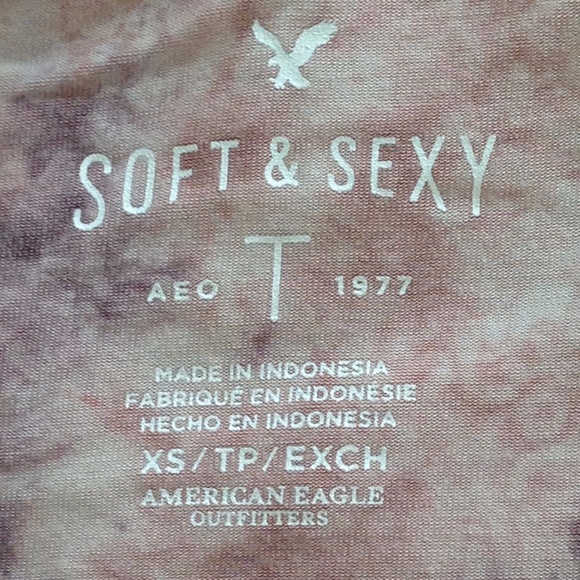 SOFT & SEXY
AEO T 1977
MADE IN INDONESIA
FABRIQUÉ EN INDONÉSIE
HECHO EN INDONESIA
XS/TP/EXCH
AMERICAN EAGLE
OUTFITTERS